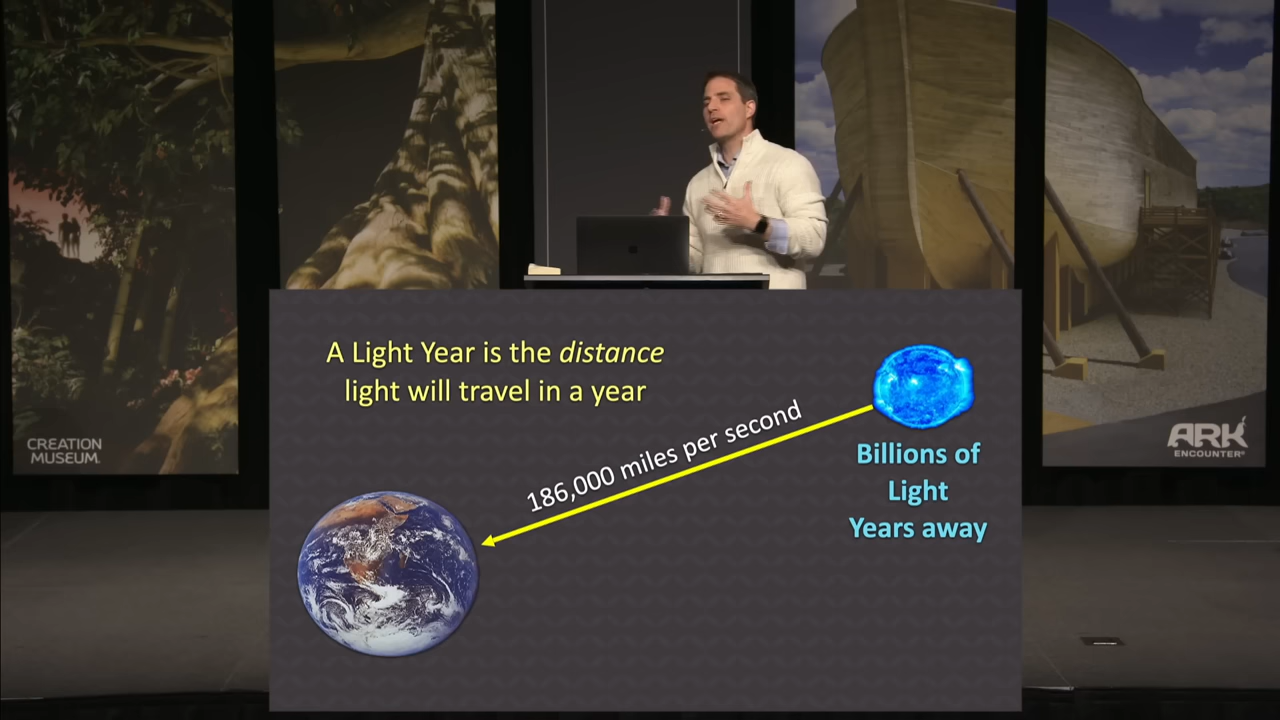 A Light Year is the distance
light will travel in a year
186,000 miles per second
Billions of
Light
Years away
CREATION
MUSEUM
ARK
ENCOUNTER